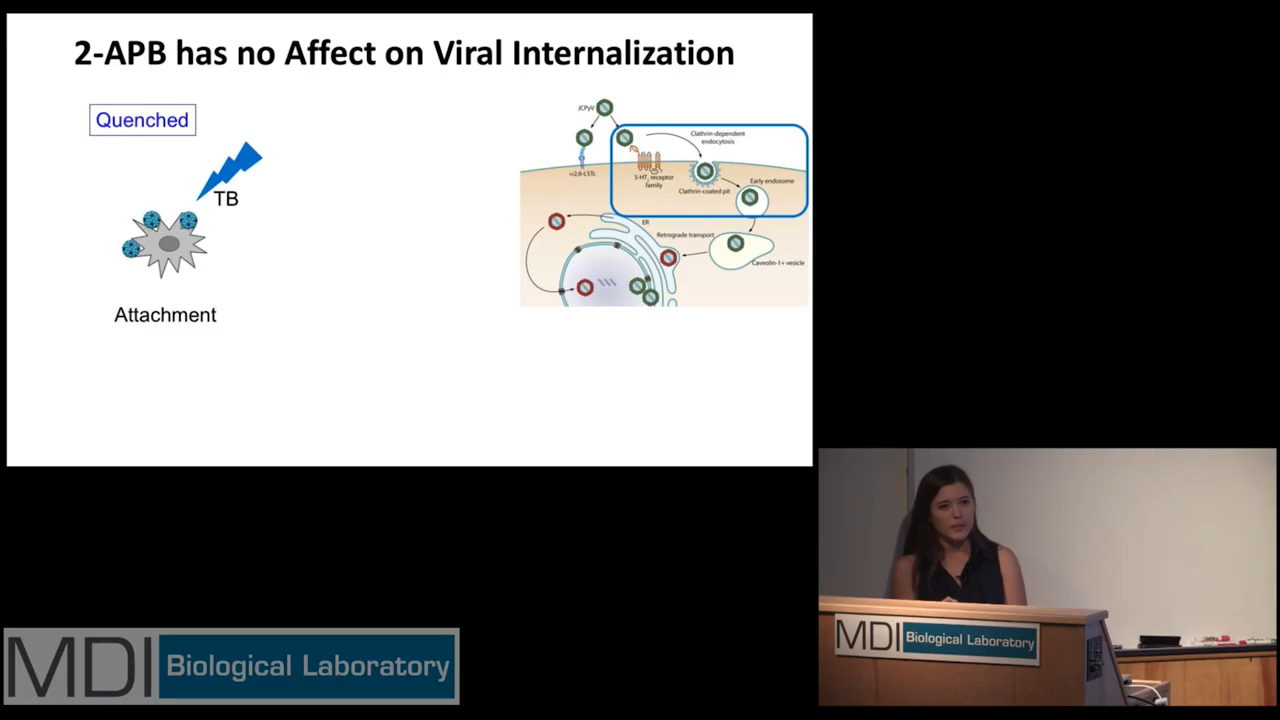 2-APB has no Affect on Viral Internalization
Quenched
TB
Attachment
JCPyV
α2,6-LSTc
5-HT2 receptor
family
Clathrin-dependent
endocytosis
Clathrin-coated pit
Early endosome
ER
Retrograde transport
Caveolin-1+ vesicle
MDI Biological Laboratory
MDI Biological Laboratory